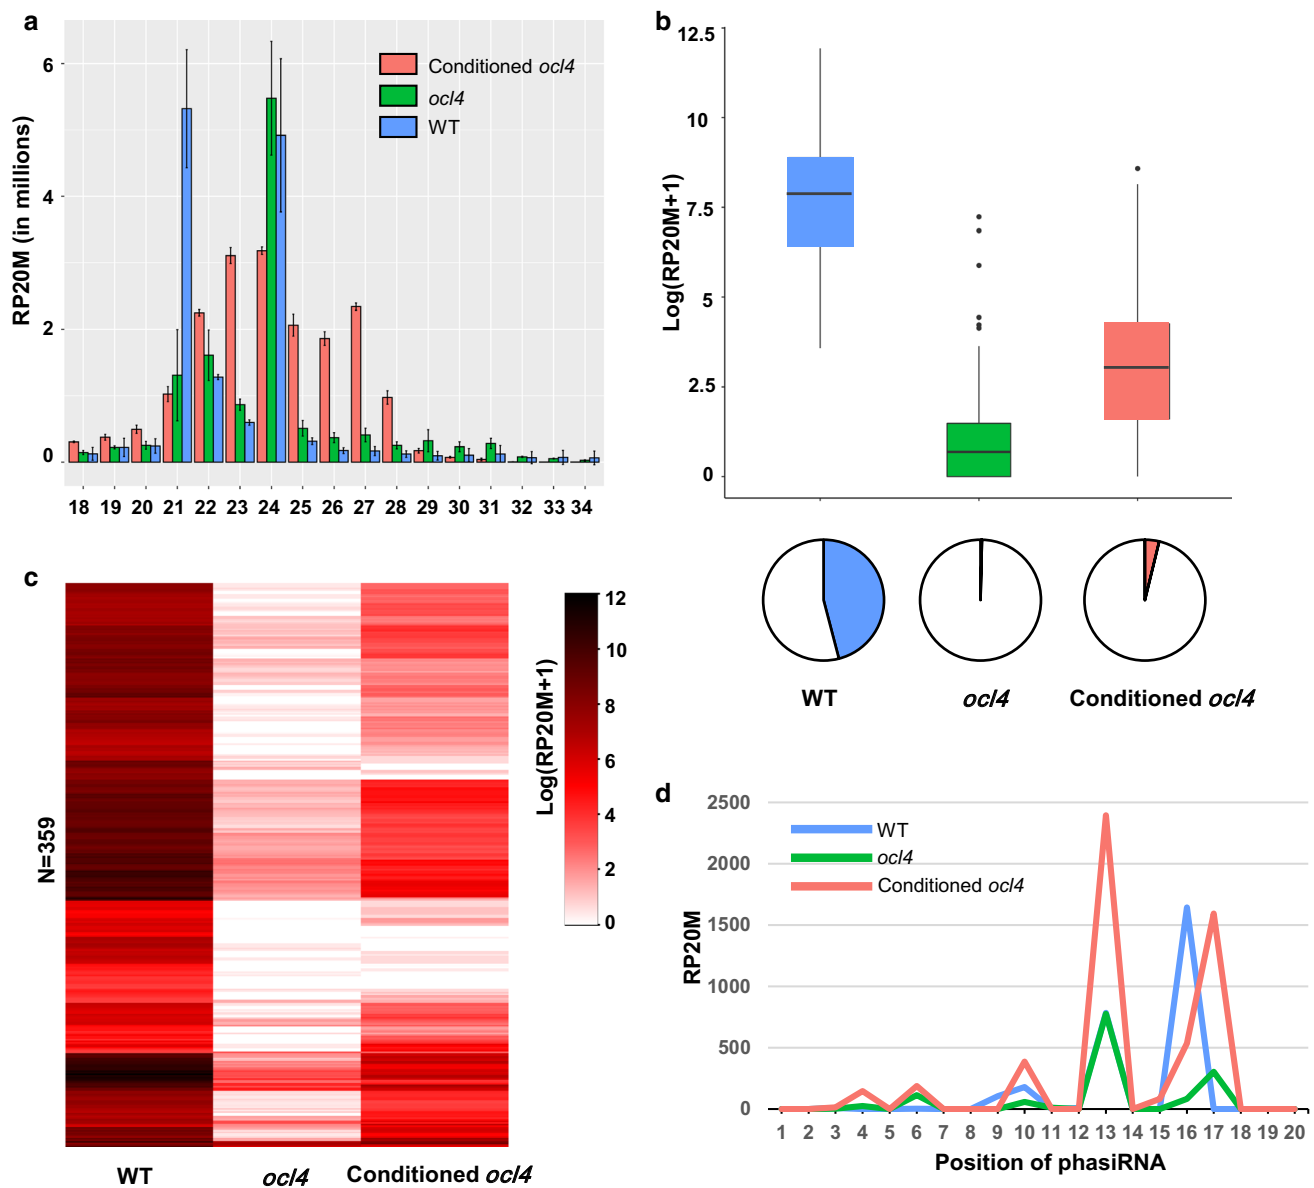 a
RP20M (in millions)
6
4
2
0
Conditioned ocl4
ocl4
WT
18 19 20 21 22 23 24 25 26 27 28 29 30 31 32 33 34
b
Log(RP20M+1)
12.5
10
7.5
5
2.5
0
WT
ocl4
Conditioned ocl4
c
N=359
WT
ocl4
Conditioned ocl4
Log(RP20M+1)
12
10
8
6
4
2
0
d
RP20M
2500
2000
1500
1000
500
0
WT
ocl4
Conditioned ocl4
1 2 3 4 5 6 7 8 9 10 11 12 13 14 15 16 17 18 19 20
Position of phasiRNA